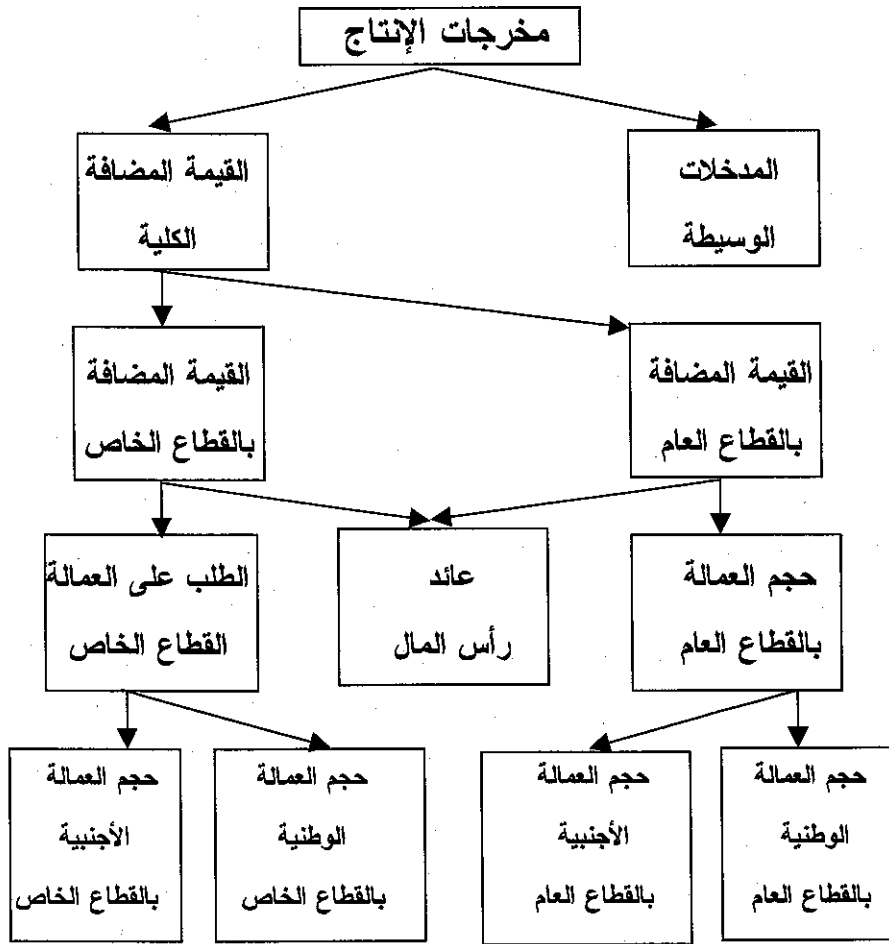 مخرجات الإنتاج
المدخلات
الوسيطة
القيمة المضافة
الكلية
القيمة المضافة
بالقطاع العام
القيمة المضافة
بالقطاع الخاص
حجم العمالة
بالقطاع العام
عائد
رأس المال
الطلب على العمالة
القطاع الخاص
حجم العمالة
الوطنية
بالقطاع العام
حجم العمالة
الأجنبية
بالقطاع العام
حجم العمالة
الوطنية
بالقطاع الخاص
حجم العمالة
الأجنبية
بالقطاع الخاص